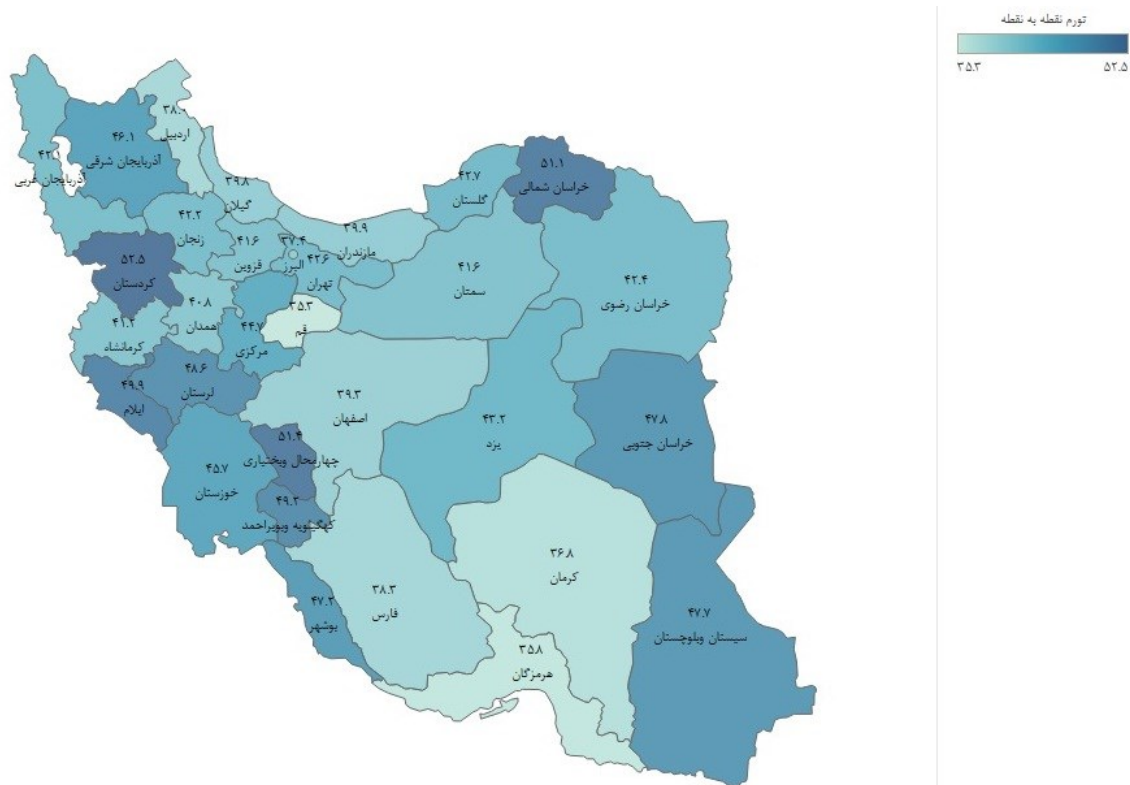 تورم نقطه به نقطه
۳۵.۳
۵۲.۵
۳۸.۰
اردبیل
۴۶.۱
آذربایجان شرقی
۴۲.۱
آذربایجان غربی
۳۹.۸
گیلان
۴۲.۷
گلستان
۵۱.۱
خراسان شمالی
۴۲.۲
زنجان
۴۱.۶
قزوین
۳۷.۴
البرز
۴۲.۶
تهران
۳۹.۹
مازندران
۴۱.۶
سمنان
۴۲.۴
خراسان رضوی
۵۲.۵
کردستان
۴۰.۸
همدان
۳۵.۳
قم
۴۱.۲
کرمانشاه
۴۴.۷
مرکزی
۴۸.۶
لرستان
۴۹.۹
ایلام
۳۹.۳
اصفهان
۴۳.۲
یزد
۴۷.۸
خراسان جنوبی
۵۱.۴
چهارمحال وبختیاری
۴۵.۷
خوزستان
۴۹.۲
کهگیلویه وبویراحمد
۳۶.۸
کرمان
۳۸.۳
فارس
۴۷.۲
بوشهر
۴۷.۷
سیستان وبلوچستان
۳۵.۸
هرمزگان